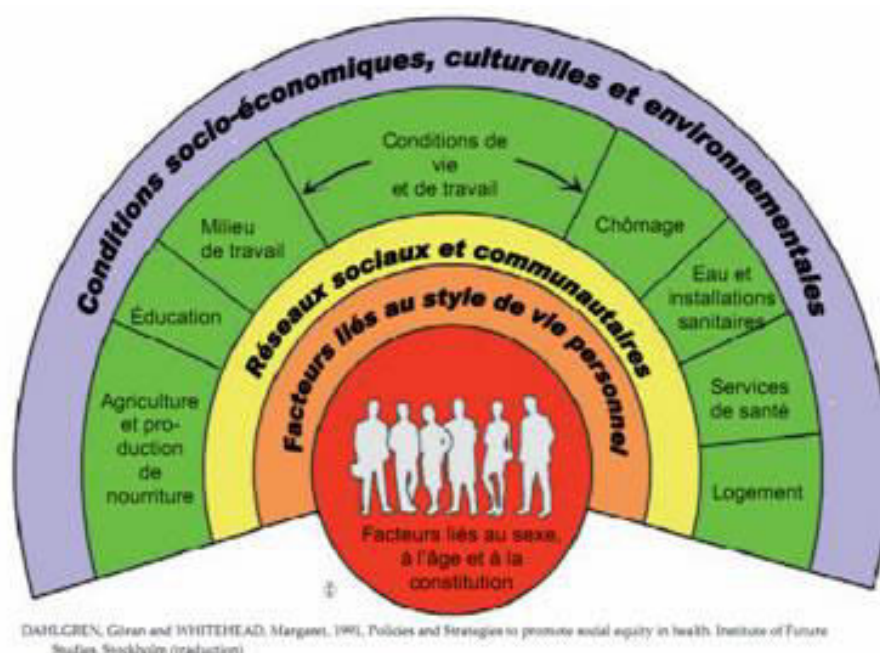 Conditions socio-économiques, culturelles et environnementales
Conditions de
vie
et de travail
Milieu
de travail
Éducation
Agriculture
et pro-
duction
de
nourriture
Chômage
Eau et
installations
sanitaires
Services
de santé
Logement
Réseaux sociaux et communautaires
Facteurs liés au style de vie personnel
Facteurs liés au sexe,
à l'âge et à la
constitution
DAHLGREN, Göran and WHITEHEAD, Margaret, 1991, Policies and Strategies to promote social equity in health. Institute of Future
Studies. Stockholm (traduction)